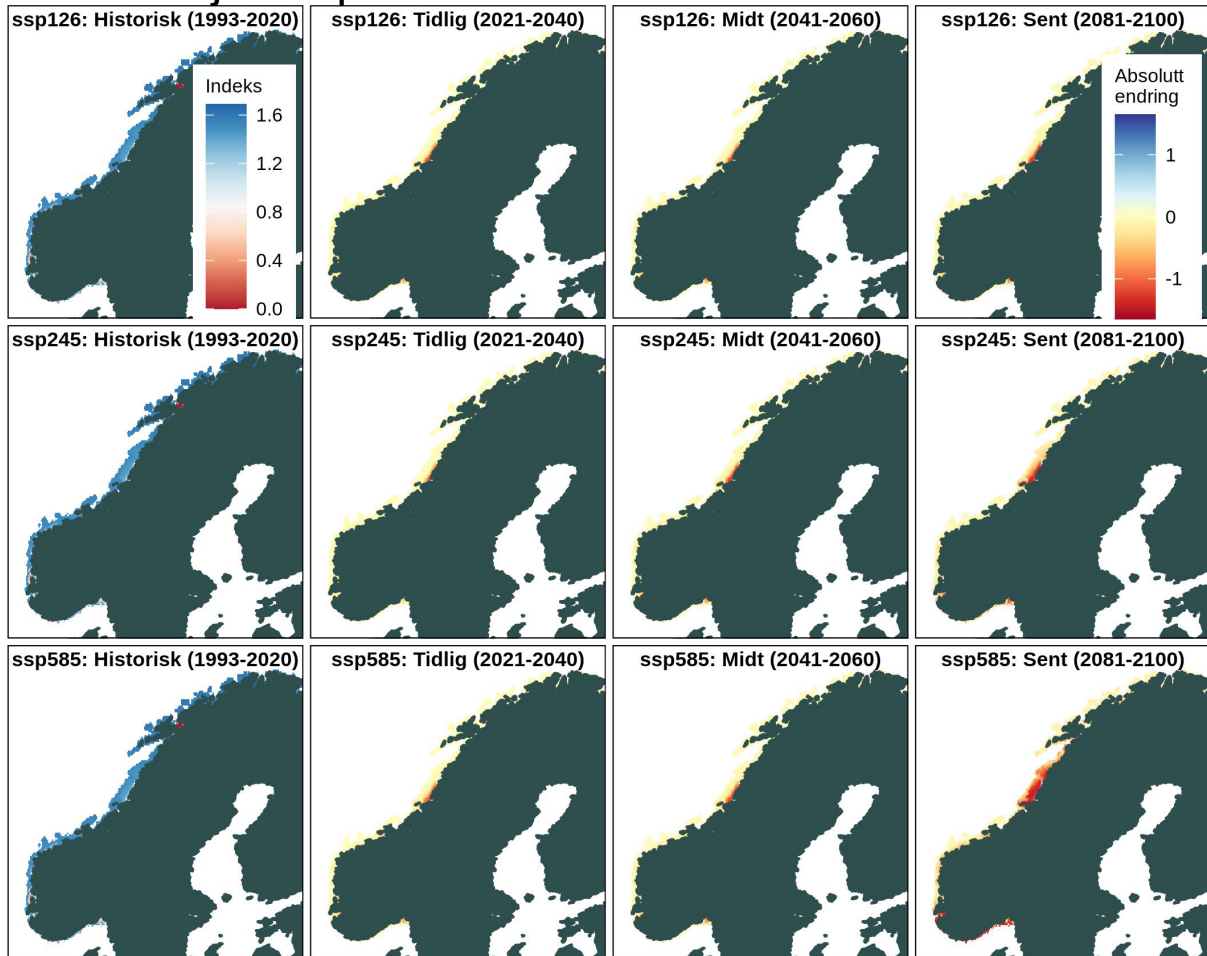 ssp126: Historisk (1993-2020)
ssp126: Tidlig (2021-2040)
ssp126: Midt (2041-2060)
ssp126: Sent (2081-2100)
Indeks
1.6
1.2
0.8
0.4
0.0
Absolutt
endring
1
0
-1
ssp245: Historisk (1993-2020)
ssp245: Tidlig (2021-2040)
ssp245: Midt (2041-2060)
ssp245: Sent (2081-2100)
ssp585: Historisk (1993-2020)
ssp585: Tidlig (2021-2040)
ssp585: Midt (2041-2060)
ssp585: Sent (2081-2100)